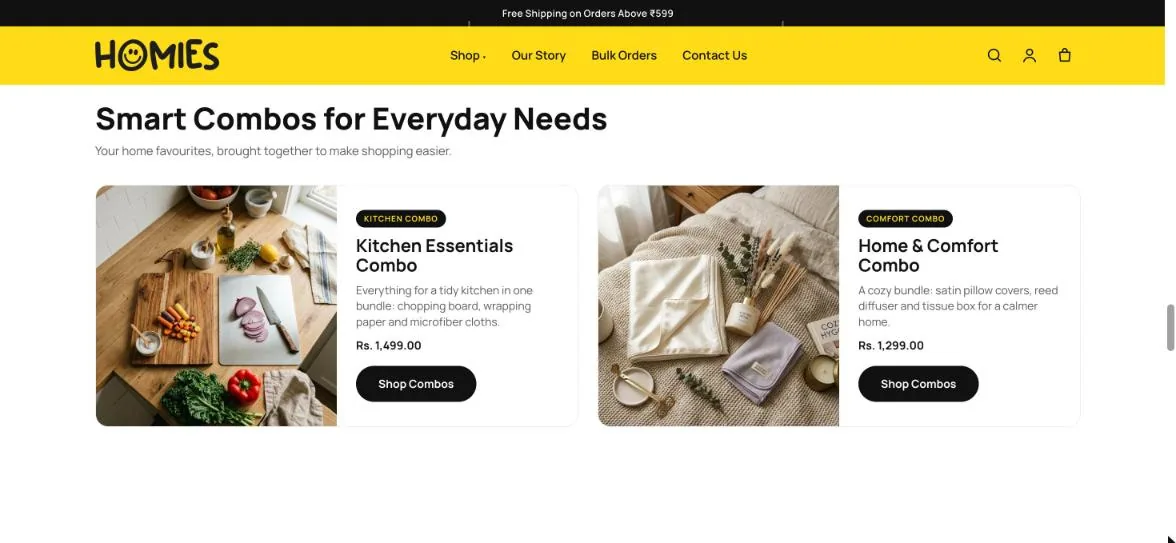 Free Shipping on Orders Above ₹599
HOMIES
Shop
Our Story
Bulk Orders
Contact Us
Smart Combos for Everyday Needs
Your home favourites, brought together to make shopping easier.
KITCHEN COMBO
Kitchen Essentials
Combo
Everything for a tidy kitchen in one
bundle: chopping board, wrapping
paper and microfiber cloths.
Rs. 1,499.00
Shop Combos
COMFORT COMBO
Home & Comfort
Combo
A cozy bundle: satin pillow covers, reed
diffuser and tissue box for a calmer
home.
Rs. 1,299.00
Shop Combos